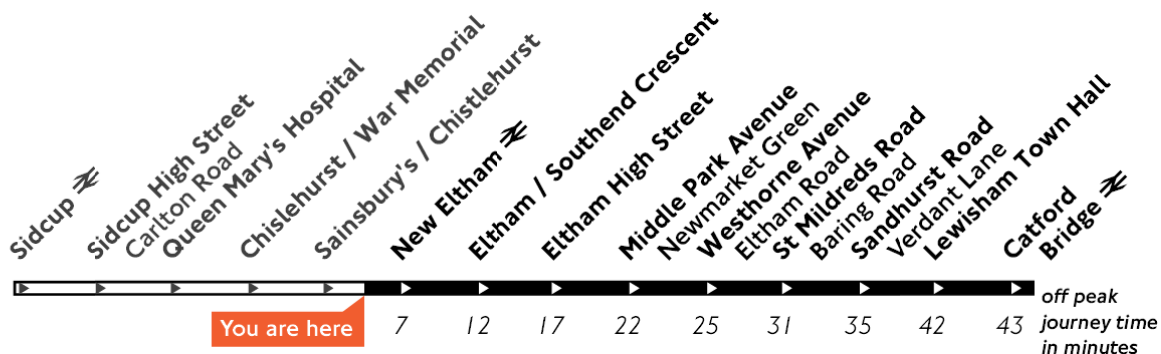 Sidcup
Sidcup High Street
Carlton Road
Queen Mary's Hospital
Chislehurst / War Memorial
Sainsbury's / Chistlehurst
New Eltham
Eltham / Southend Crescent
Eltham High Street
Middle Park Avenue
Newmarket Green
Westhorne Avenue
Eltham Road
St Mildreds Road
Baring Road
Sandhurst Road
Verdant Lane
Lewisham Town Hall
Catford
Bridge
You are here
7 12 17 22 25 31 35 42 43
off peak
journey time
in minutes